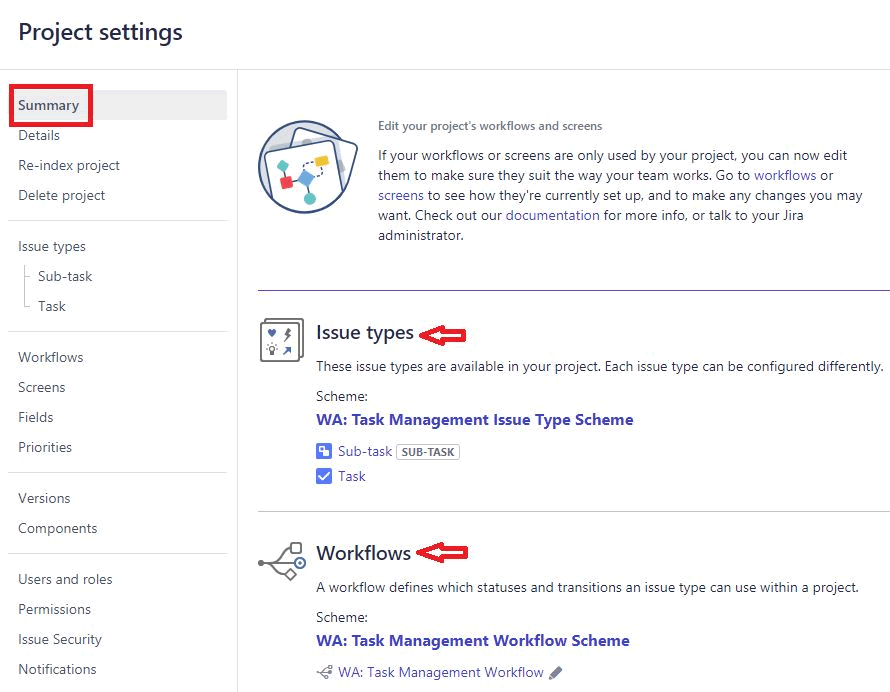 Project settings
Summary
Details
Re-index project
Delete project
Issue types
Sub-task
Task
Workflows
Screens
Fields
Priorities
Versions
Components
Users and roles
Permissions
Issue Security
Notifications
Edit your project's workflows and screens
If your workflows or screens are only used by your project, you can now edit
them to make sure they suit the way your team works. Go to workflows or
screens to see how they're currently set up, and to make any changes you may
want. Check out our documentation for more info, or talk to your Jira
administrator.
Issue types
These issue types are available in your project. Each issue type can be configured differently.
Scheme:
WA: Task Management Issue Type Scheme
Sub-task SUB-TASK
Task
Workflows
A workflow defines which statuses and transitions an issue type can use within a project.
Scheme:
WA: Task Management Workflow Scheme
WA: Task Management Workflow